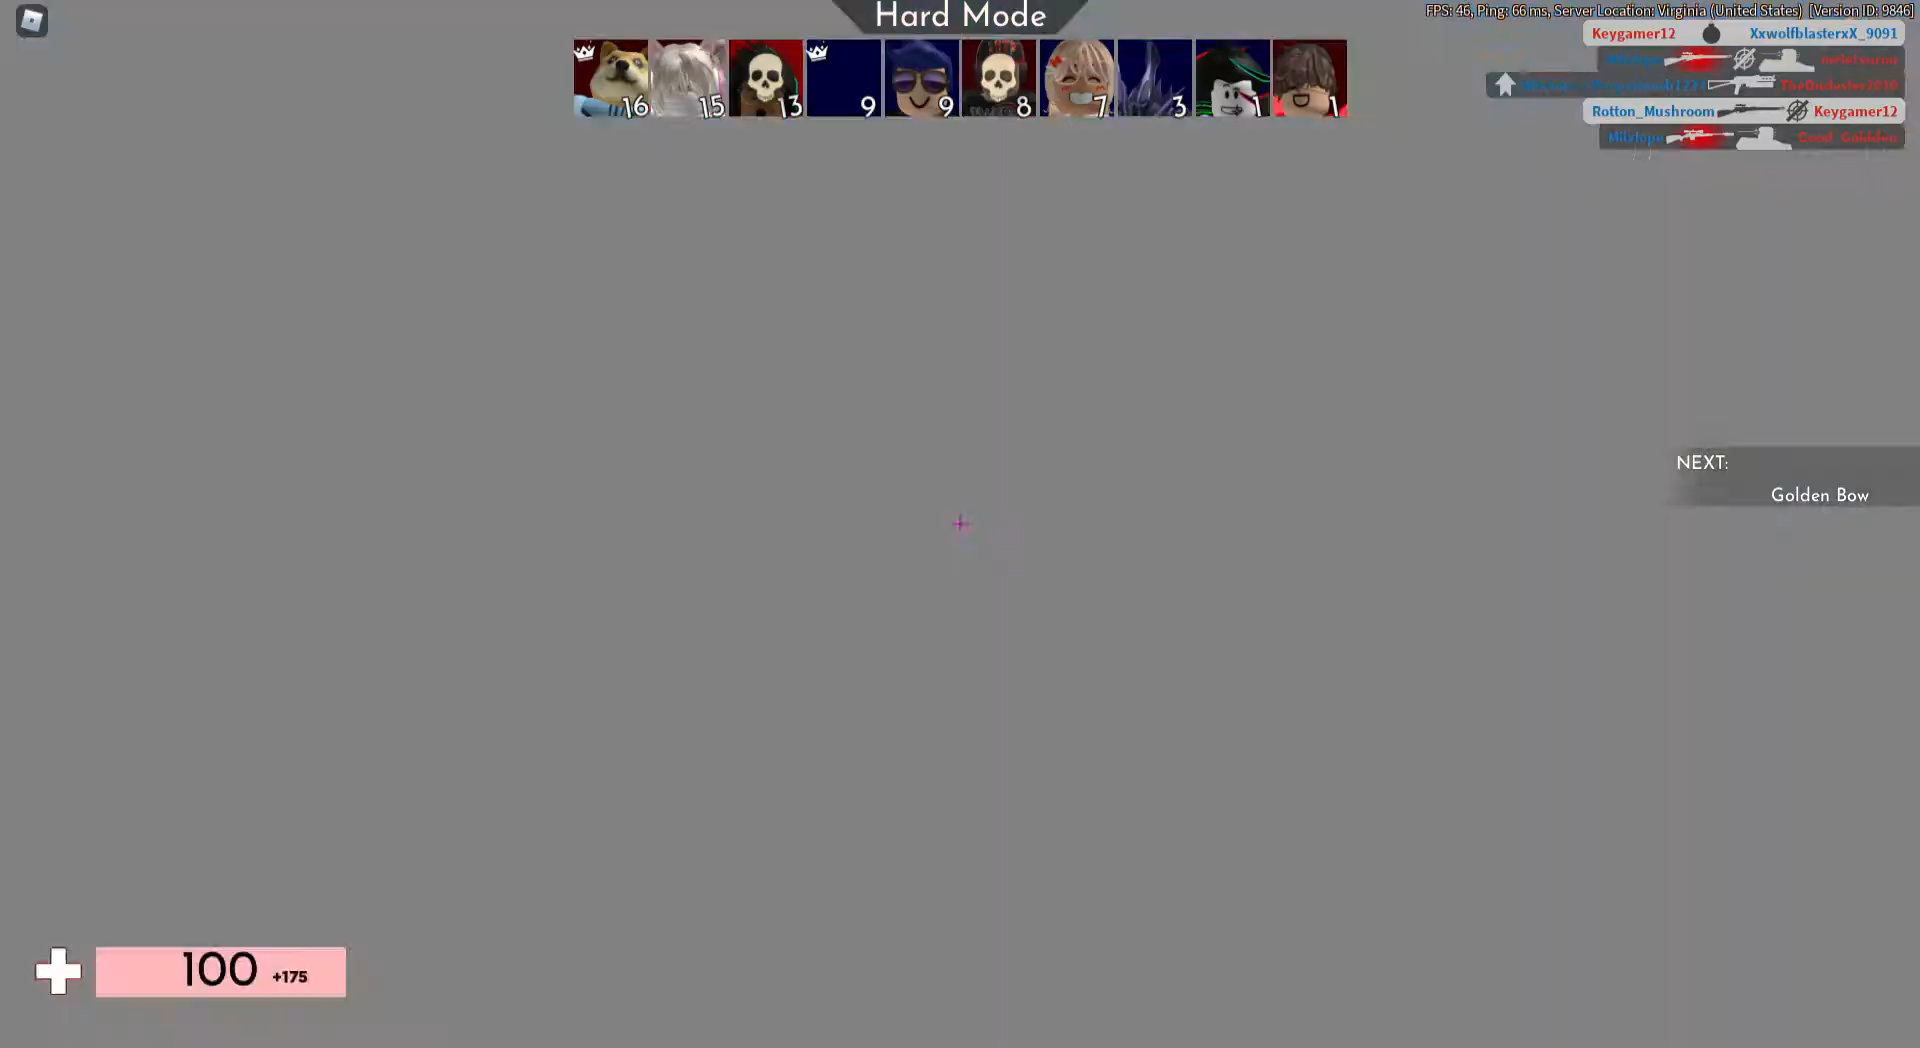 Hard Mode
FPS: 46, Ping: 66 ms, Server Location: Virginia (United States) [Version ID: 9846]
16 15 13 9 9 8 7 3 1 1
Keygamer12 XxwolfblasterxX_9091
Rotton_Mushroom Keygamer12
NEXT:
Golden Bow
100 +175